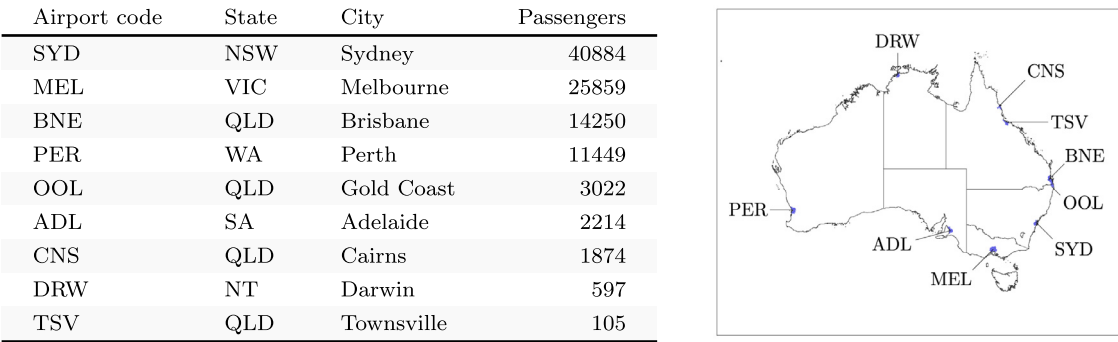 Airport code State City Passengers
SYD NSW Sydney 40884
MEL VIC Melbourne 25859
BNE QLD Brisbane 14250
PER WA Perth 11449
OOL QLD Gold Coast 3022
ADL SA Adelaide 2214
CNS QLD Cairns 1874
DRW NT Darwin 597
TSV QLD Townsville 105
DRW
CNS
TSV
BNE
PER
OOL
ADL
SYD
MEL